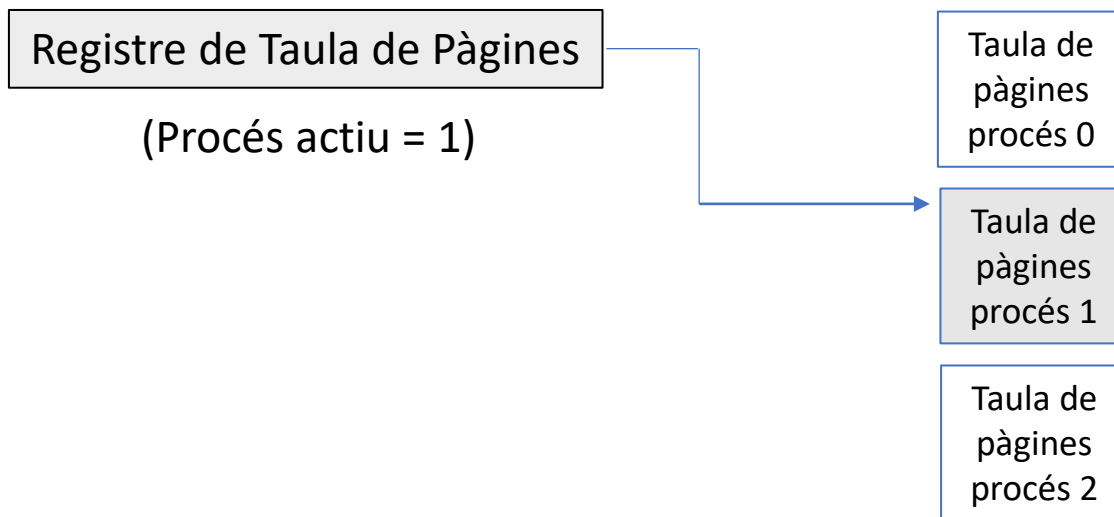 Registre de Taula de Pàgines
(Procés actiu = 1)
Taula de
pàgines
procés 0
Taula de
pàgines
procés 1
Taula de
pàgines
procés 2